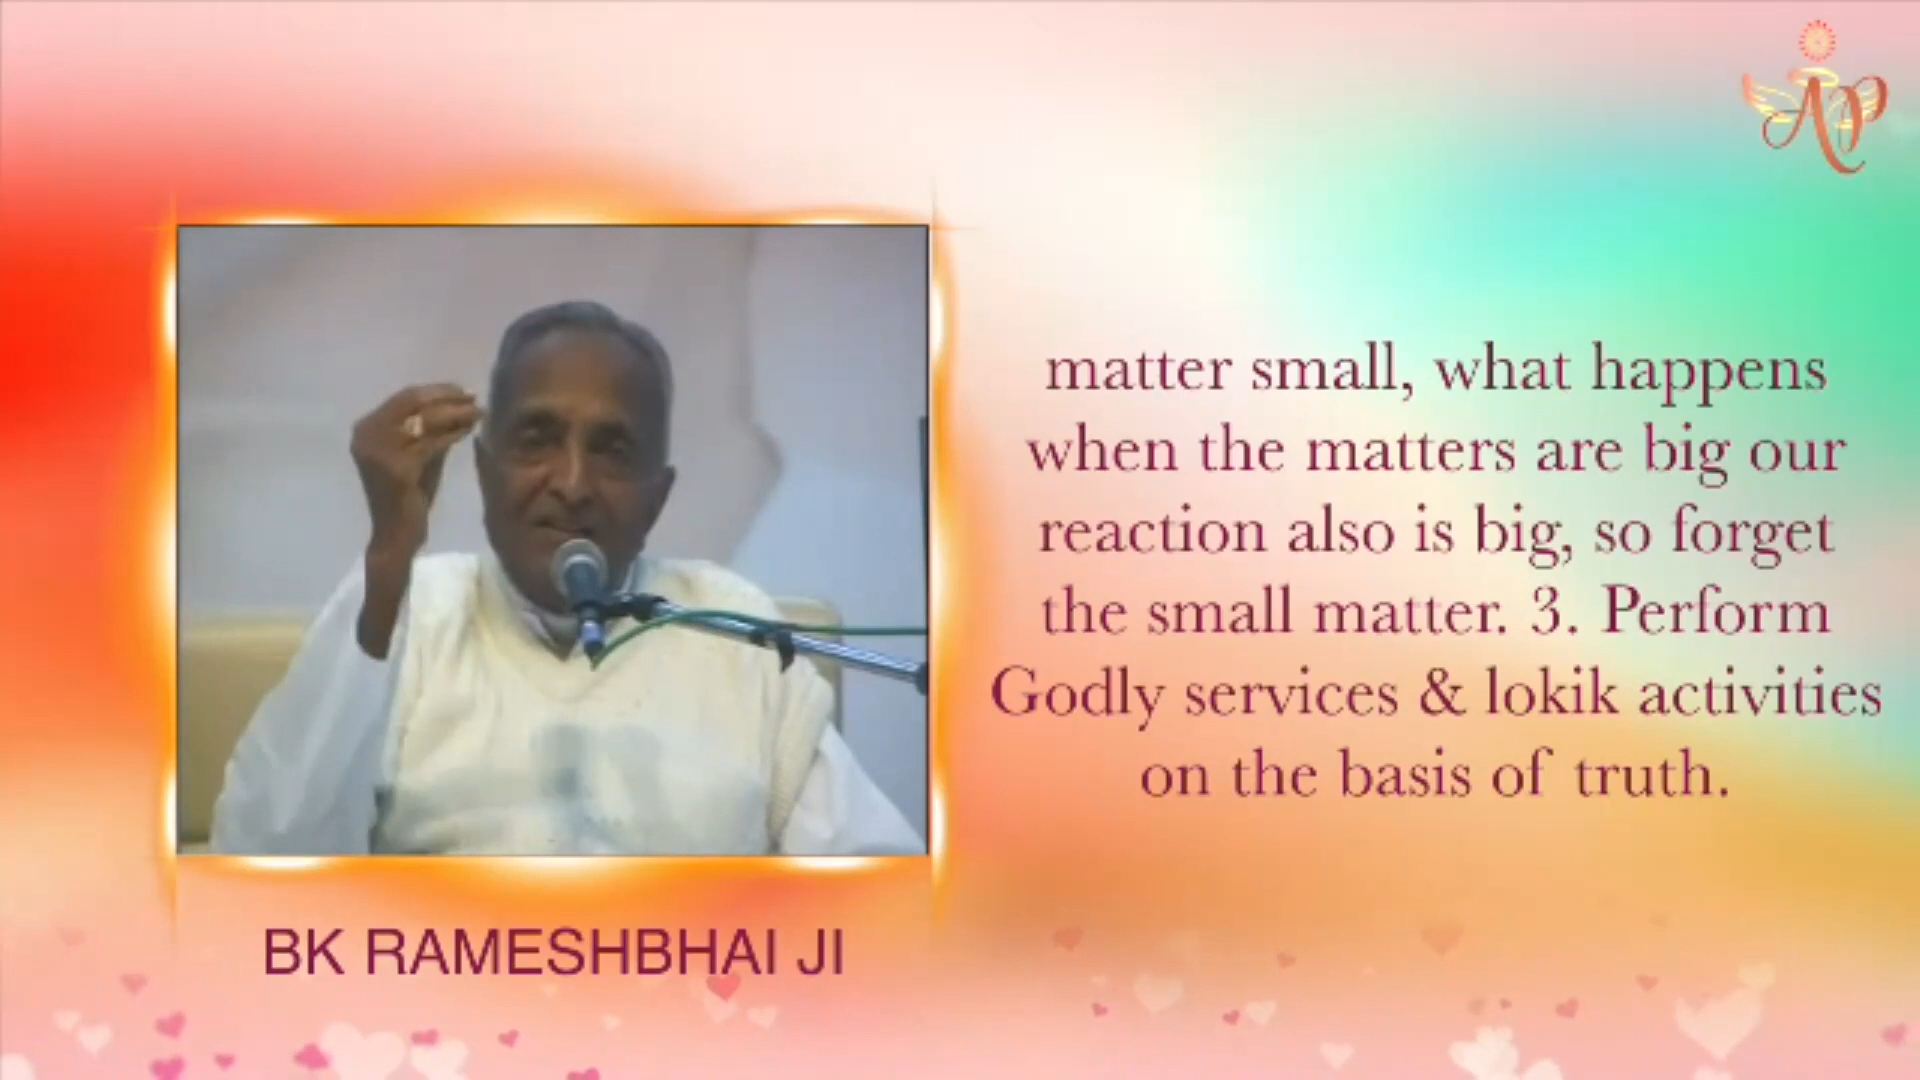 AP
matter small, what happens
when the matters are big our
reaction also is big, so forget
the small matter. 3. Perform
Godly services & lokik activities
on the basis of truth.
BK RAMESHBHAI JI